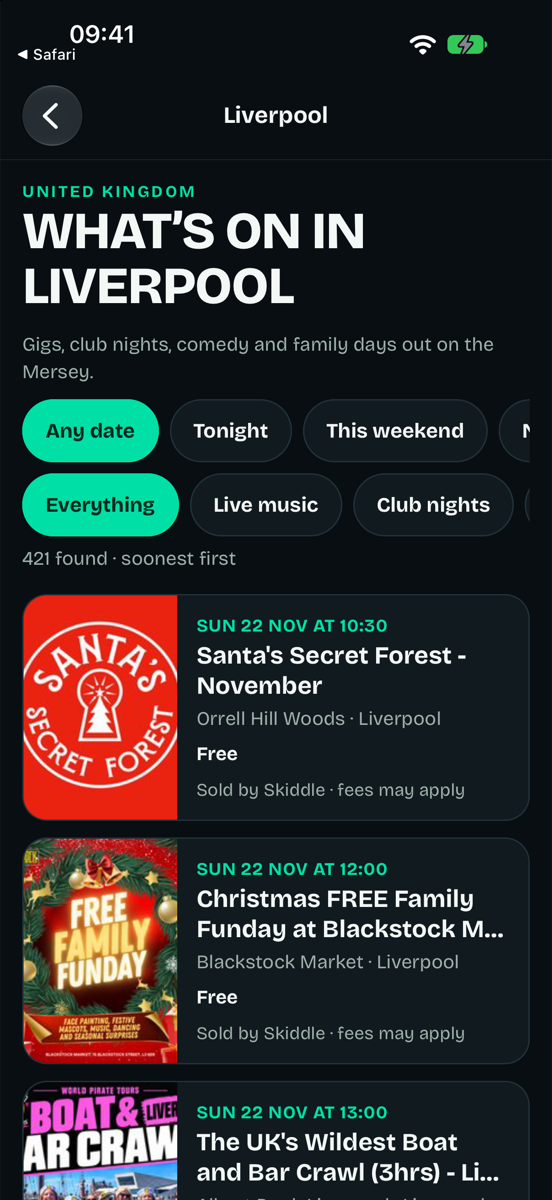 09:41
◀ Safari
Liverpool
UNITED KINGDOM
WHAT’S ON IN
LIVERPOOL
Gigs, club nights, comedy and family days out on the
Mersey.
Any date
Tonight
This weekend
Everything
Live music
Club nights
421 found · soonest first
SANTA'S
SECRET FOREST
SUN 22 NOV AT 10:30
Santa's Secret Forest -
November
Orrell Hill Woods · Liverpool
Free
Sold by Skiddle · fees may apply
FREE
FAMILY
FUNDAY
FACE PAINTING, FESTIVE
MASCOTS, MUSIC, DANCING
AND SEASONAL SURPRISES
SUN 22 NOV AT 12:00
Christmas FREE Family
Funday at Blackstock M...
Blackstock Market · Liverpool
Free
Sold by Skiddle · fees may apply
WORLD PIRATE TOURS
BOAT &
AR CRAW
SUN 22 NOV AT 13:00
The UK's Wildest Boat
and Bar Crawl (3hrs) - Li...